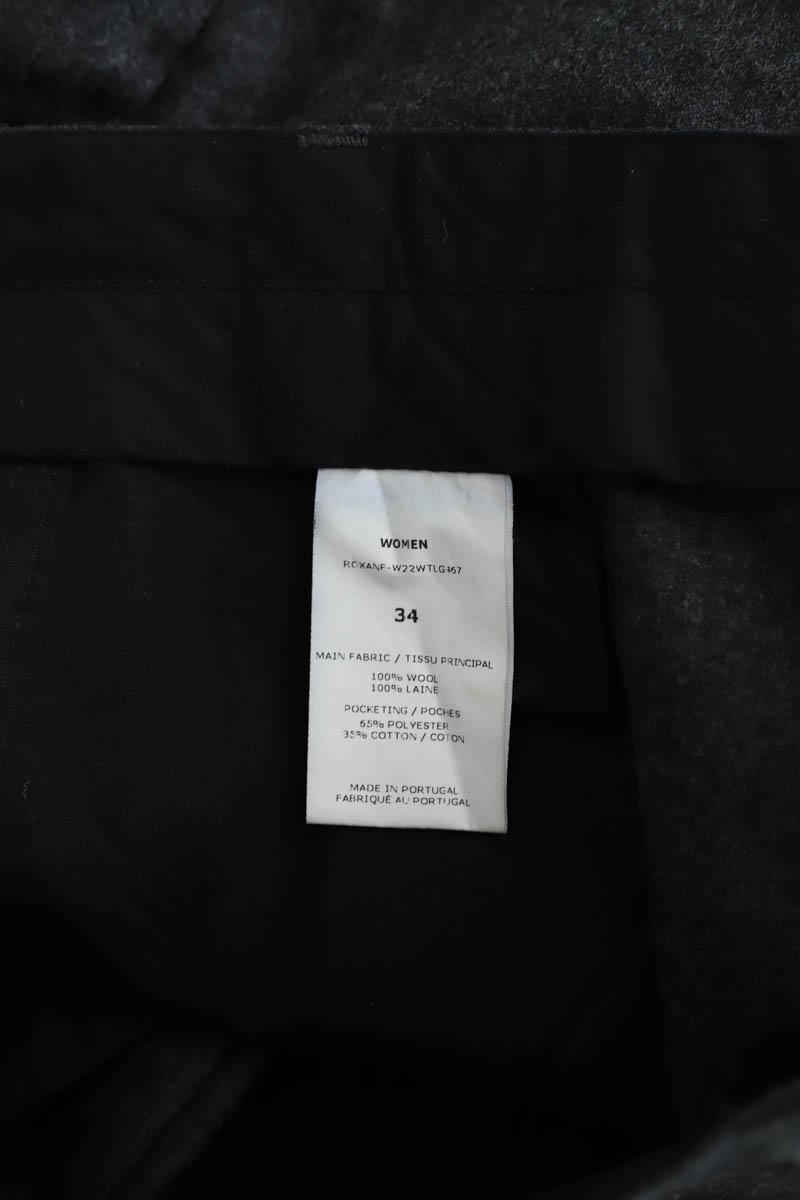 WOMEN
ROXANE-W22WTLG467
34
MAIN FABRIC / TISSU PRINCIPAL
100% WOOL
100% LAINE
POCKETING / POCHES
65% POLYESTER
35% COTTON / COTON
MADE IN PORTUGAL
FABRIQUÉ AU PORTUGAL